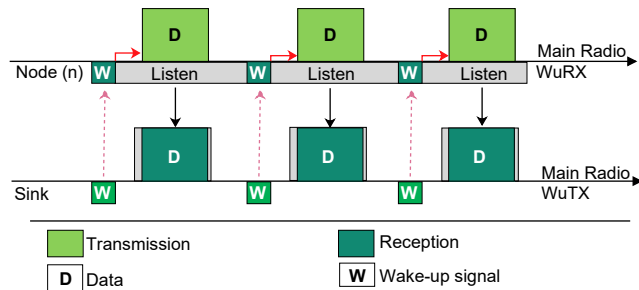 D D D
Main Radio
Node (n) W Listen W Listen W Listen WuRX
D D D
Main Radio
Sink W W W WuTX
Transmission Reception
D Data W Wake-up signal